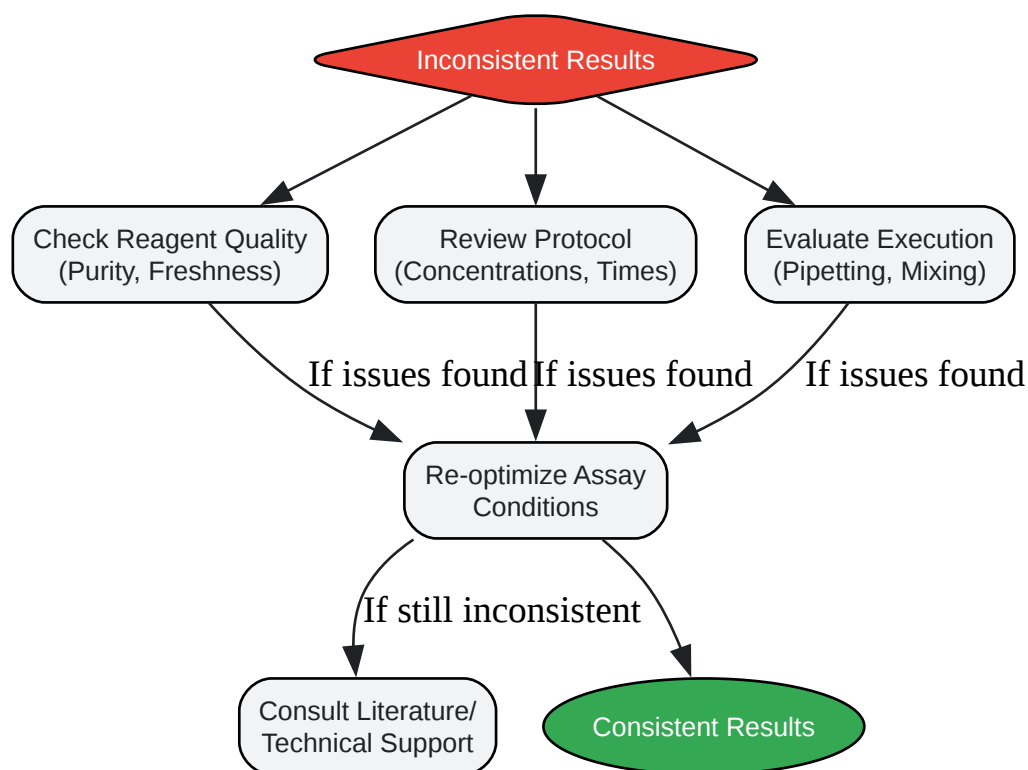 Inconsistent Results
Check Reagent Quality
(Purity, Freshness)
Review Protocol
(Concentrations, Times)
Evaluate Execution
(Pipetting, Mixing)
If issues found
If issues found
If issues found
Re-optimize Assay
Conditions
If still inconsistent
Consult Literature/
Technical Support
Consistent Results